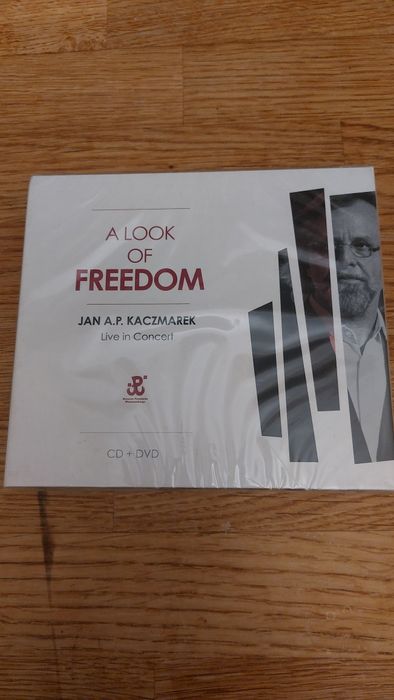 A LOOK
OF
FREEDOM
JAN A.P. KACZMAREK
Live in Concert
CD + DVD